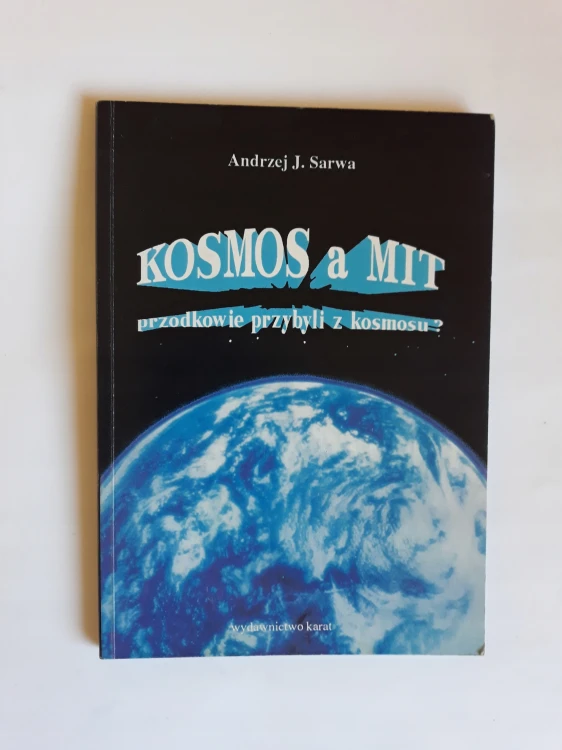 Andrzej J. Sarwa
KOSMOS a MIT
przodkowie przybyli z kosmosu?
wydawnictwo karat